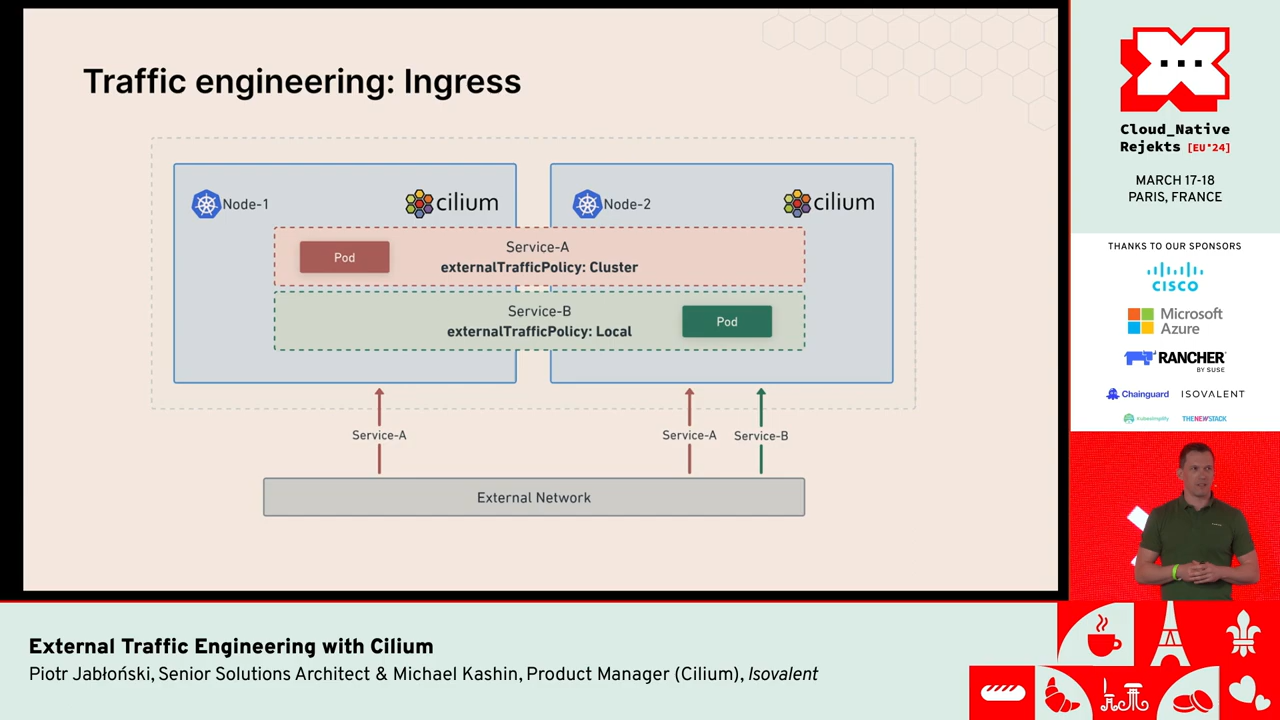 Traffic engineering: Ingress
Node-1
cilium
Node-2
cilium
Pod
Service-A
externalTrafficPolicy: Cluster
Service-B
externalTrafficPolicy: Local
Pod
Service-A
Service-A
Service-B
External Network
Cloud_Native
Rejekts [EU'24]
MARCH 17-18
PARIS, FRANCE
THANKS TO OUR SPONSORS
CISCO
Microsoft
Azure
RANCHER
BY SUSE
Chainguard
ISOVALENT
kubesimplify
THENEWSTACK
External Traffic Engineering with Cilium
Piotr Jabłoński, Senior Solutions Architect & Michael Kashin, Product Manager (Cilium), Isovalent